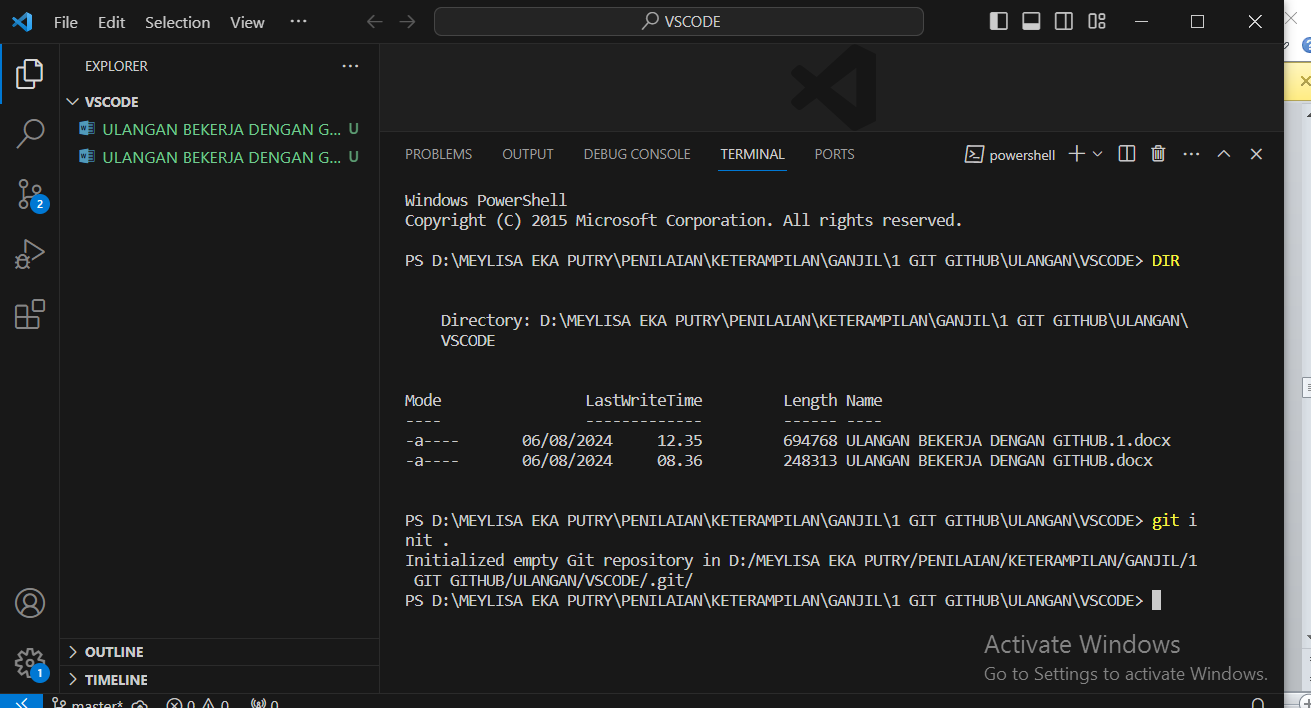 File Edit Selection View ··· VSCODE
EXPLORER ···
VSCODE
ULANGAN BEKERJA DENGAN G... U
ULANGAN BEKERJA DENGAN G... U
2
1
OUTLINE
TIMELINE
PROBLEMS OUTPUT DEBUG CONSOLE TERMINAL PORTS powershell ···
Windows PowerShell
Copyright (C) 2015 Microsoft Corporation. All rights reserved.
PS D:\MEYLISA EKA PUTRY\PENILAIAN\KETERAMPILAN\GANJIL\1 GIT GITHUB\ULANGAN\VSCODE> DIR
Directory: D:\MEYLISA EKA PUTRY\PENILAIAN\KETERAMPILAN\GANJIL\1 GIT GITHUB\ULANGAN\
VSCODE
Mode LastWriteTime Length Name
---- ------------- ------ ----
-a---- 06/08/2024 12.35 694768 ULANGAN BEKERJA DENGAN GITHUB.1.docx
-a---- 06/08/2024 08.36 248313 ULANGAN BEKERJA DENGAN GITHUB.docx
PS D:\MEYLISA EKA PUTRY\PENILAIAN\KETERAMPILAN\GANJIL\1 GIT GITHUB\ULANGAN\VSCODE> git i
nit .
Initialized empty Git repository in D:/MEYLISA EKA PUTRY/PENILAIAN/KETERAMPILAN/GANJIL/1
GIT GITHUB/ULANGAN/VSCODE/.git/
PS D:\MEYLISA EKA PUTRY\PENILAIAN\KETERAMPILAN\GANJIL\1 GIT GITHUB\ULANGAN\VSCODE>
Activate Windows
Go to Settings to activate Windows.
master* 0 0 0